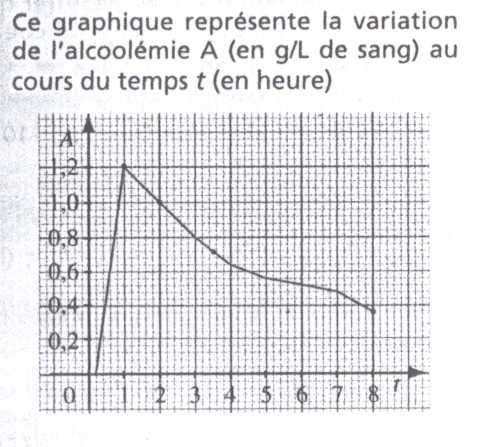 Ce graphique représente la variation
de l'alcoolémie A (en g/L de sang) au
cours du temps t (en heure)
A
1,2
1,0
0,8
0,6
0,4
0,2
0 1 2 3 4 5 6 7 8 t